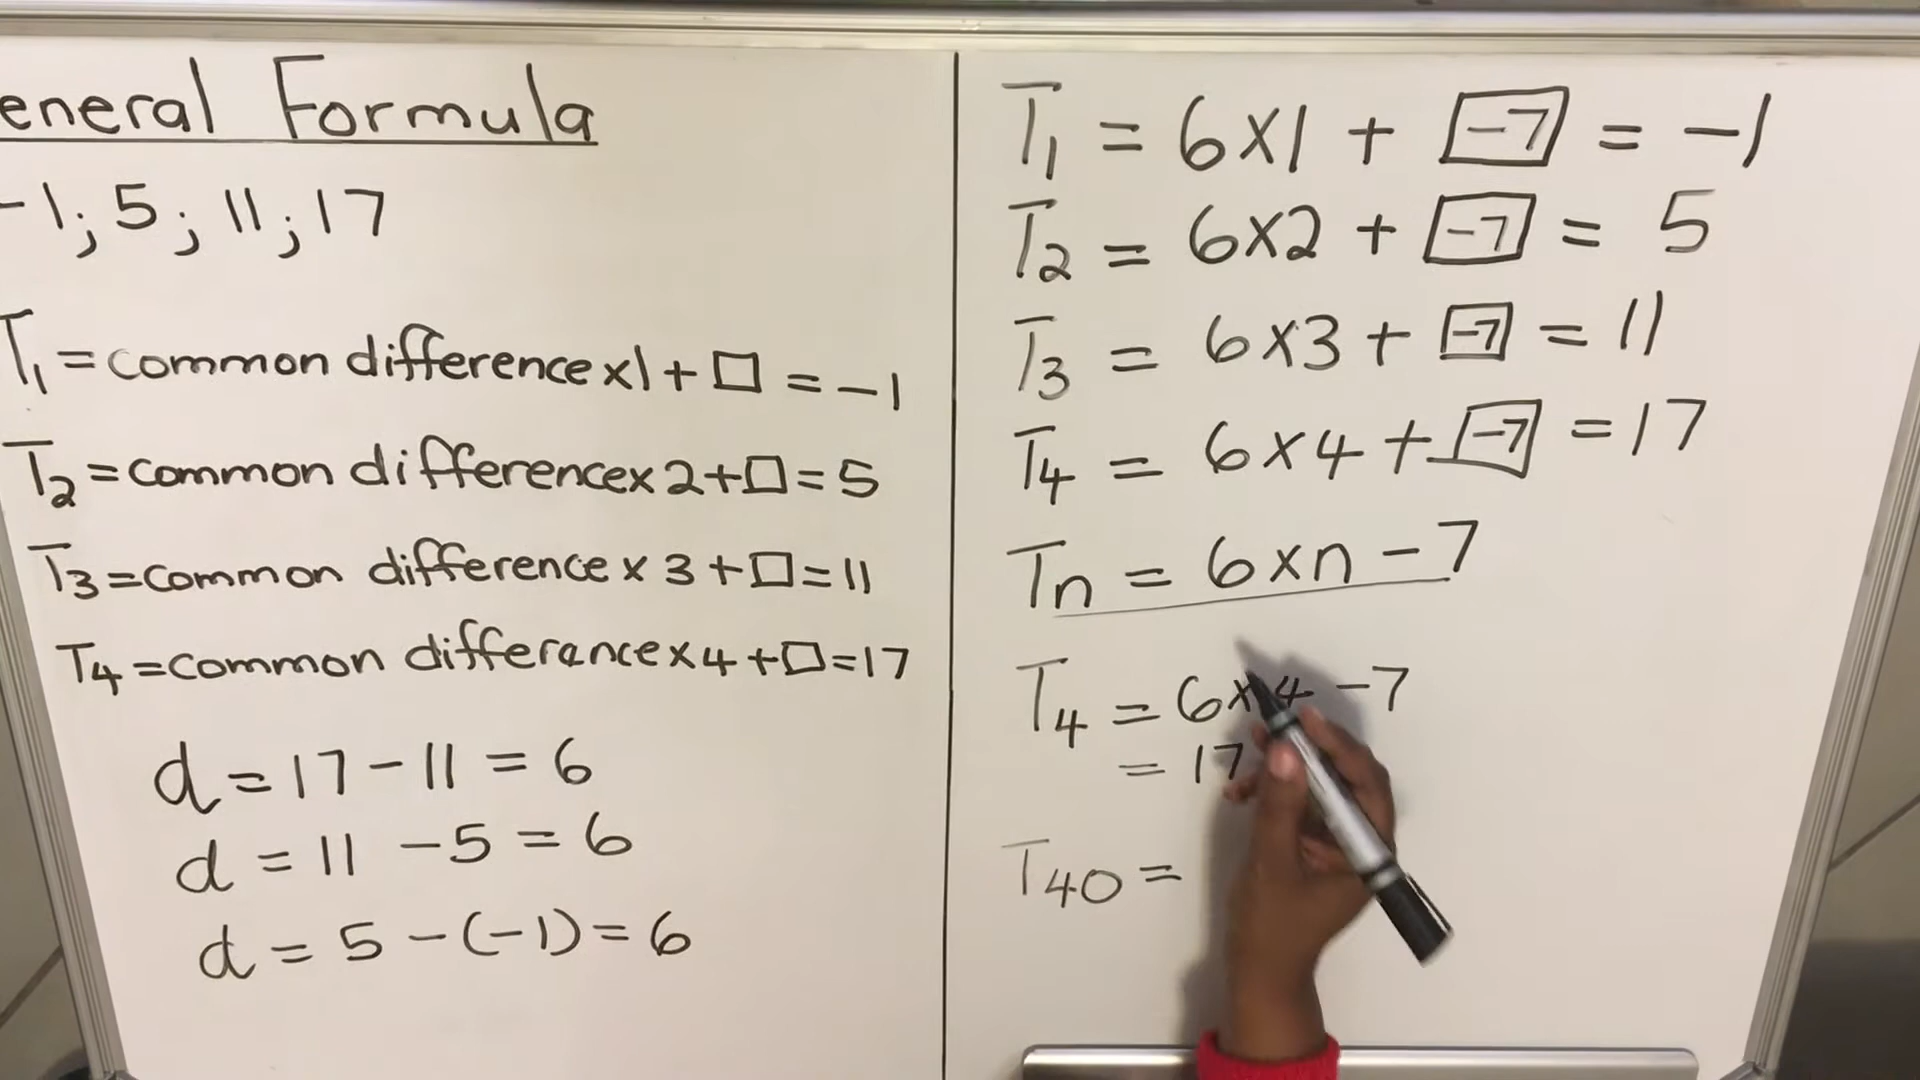 eneral Formula
-1; 5; 11; 17
T1 = common difference x1 + □ = -1
T2 = common difference x 2 + □ = 5
T3 = common difference x 3 + □ = 11
T4 = common differance x 4 + □ = 17
d = 17 - 11 = 6
d = 11 - 5 = 6
d = 5 - (-1) = 6
T1 = 6x1 + -7 = -1
T2 = 6x2 + -7 = 5
T3 = 6x3 + -7 = 11
T4 = 6x4 + -7 = 17
Tn = 6xn - 7
T4 = 6x4 - 7
= 17
T40 =